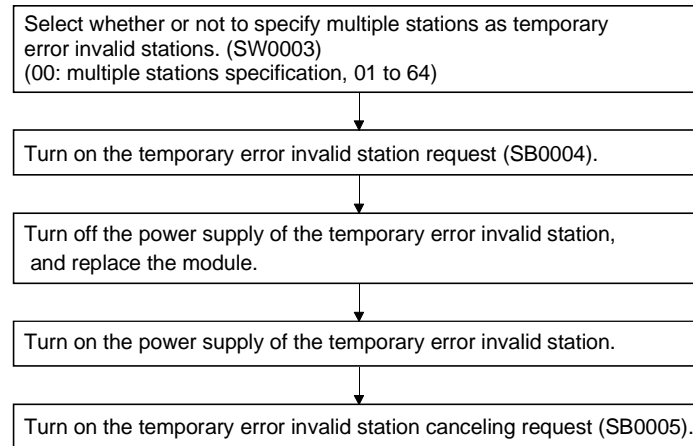 Select whether or not to specify multiple stations as temporary
error invalid stations. (SW0003)
(00: multiple stations specification, 01 to 64)
Turn on the temporary error invalid station request (SB0004).
Turn off the power supply of the temporary error invalid station,
and replace the module.
Turn on the power supply of the temporary error invalid station.
Turn on the temporary error invalid station canceling request (SB0005).